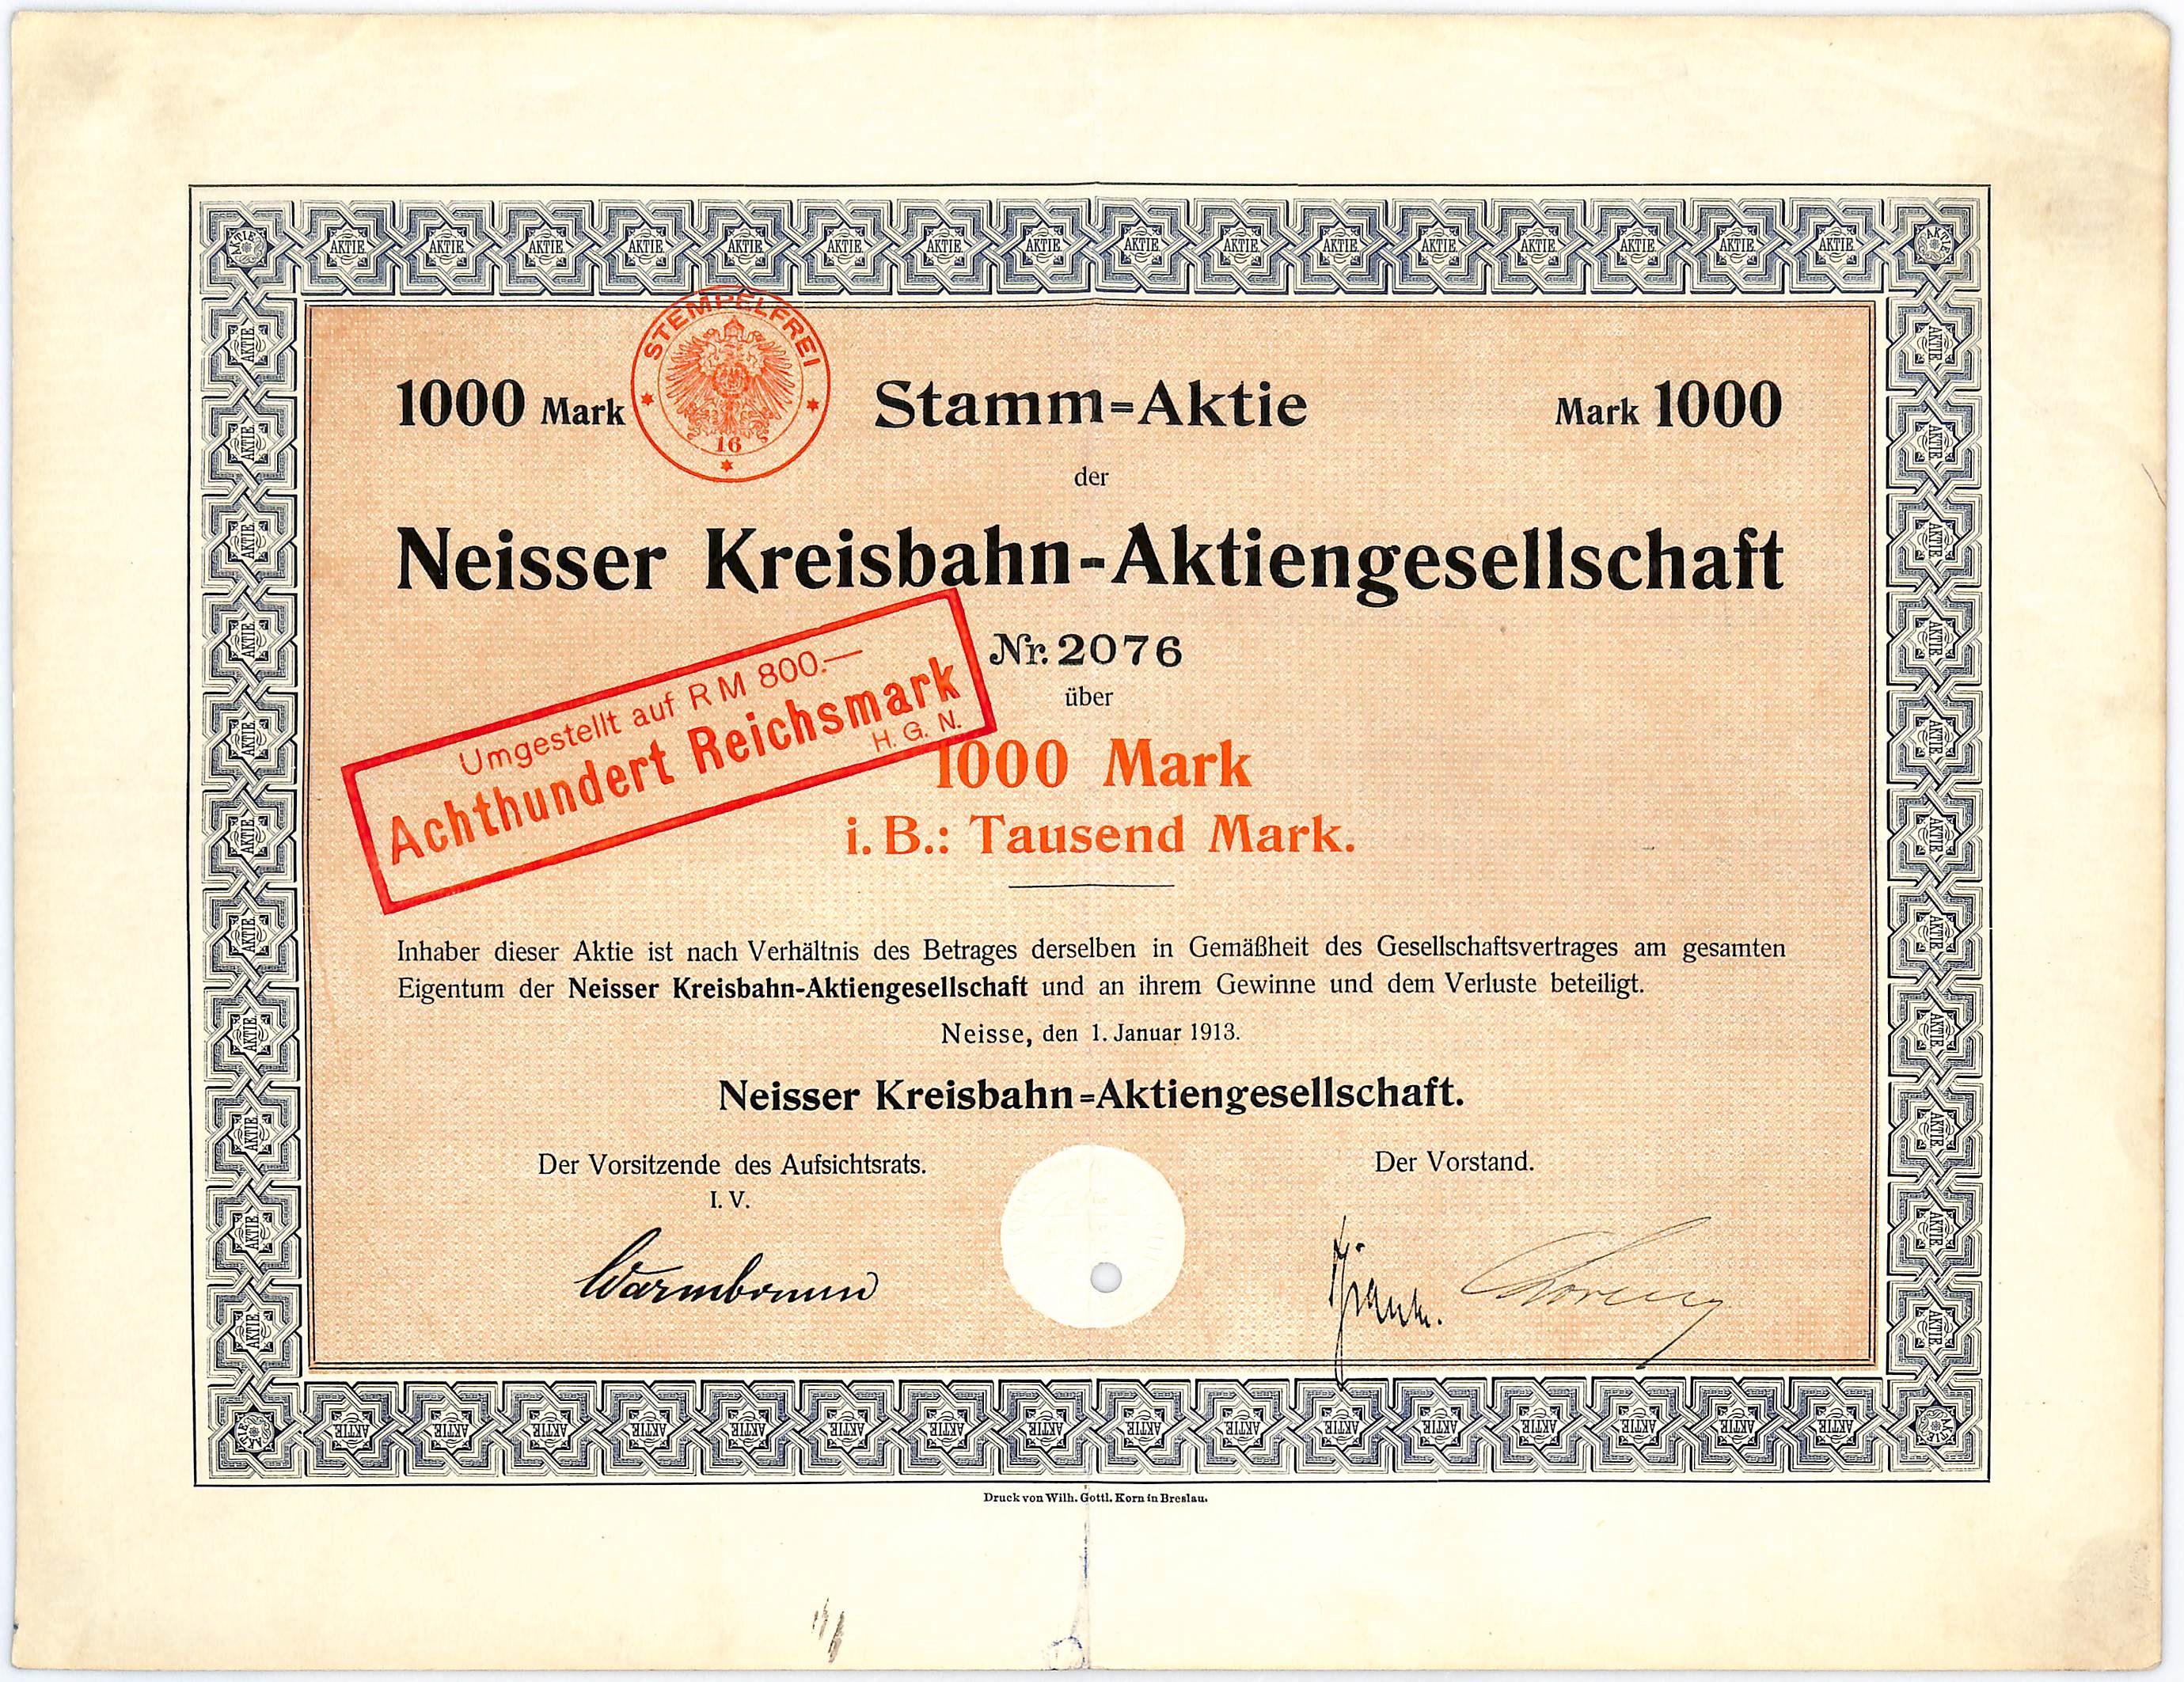 STEMPELFREI
16
1000 Mark Stamm=Aktie Mark 1000
der
Neisser Kreisbahn-Aktiengesellschaft
Nr. 2076
über
Umgestellt auf RM 800.—
Achthundert Reichsmark
H. G. N.
1000 Mark
i. B.: Tausend Mark.
Inhaber dieser Aktie ist nach Verhältnis des Betrages derselben in Gemäßheit des Gesellschaftsvertrages am gesamten
Eigentum der Neisser Kreisbahn-Aktiengesellschaft und an ihrem Gewinne und dem Verluste beteiligt.
Neisse, den 1. Januar 1913.
Neisser Kreisbahn=Aktiengesellschaft.
Der Vorsitzende des Aufsichtsrats. Der Vorstand.
I. V.
Warmbrunn
Druck von Wilh. Gottl. Korn in Breslau.